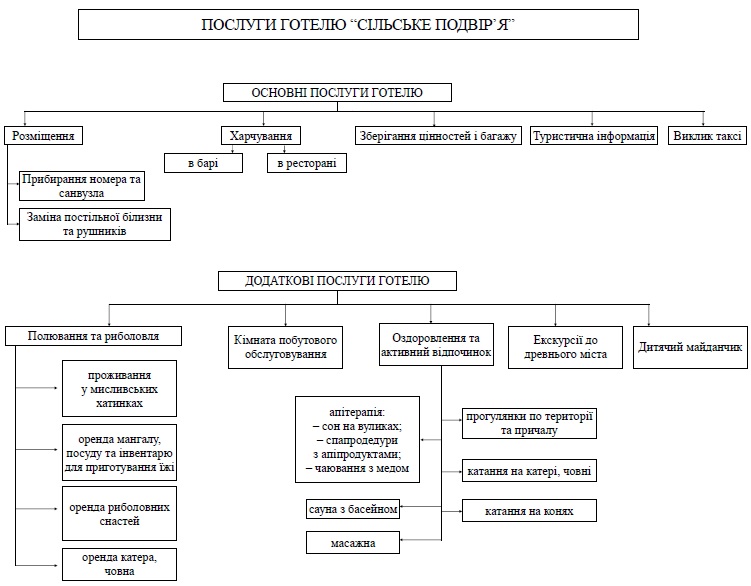 ПОСЛУГИ ГОТЕЛЮ “СІЛЬСЬКЕ ПОДВІР’Я”
ОСНОВНІ ПОСЛУГИ ГОТЕЛЮ
Розміщення
Харчування
Зберігання цінностей і багажу
Туристична інформація
Виклик таксі
в барі
в ресторані
Прибирання номера та
санвузла
Заміна постільної білизни
та рушників
ДОДАТКОВІ ПОСЛУГИ ГОТЕЛЮ
Полювання та риболовля
Кімната побутового
обслуговування
Оздоровлення та
активний відпочинок
Екскурсії до
древнього міста
Дитячий майданчик
проживання
у мисливських
хатинках
оренда мангалу,
посуду та інвентарю
для приготування їжі
оренда риболовних
снастей
оренда катера,
човна
апітерапія:
– сон на вуликах;
– спапродедури
з апіпродуктами;
– чаювання з медом
сауна з басейном
масажна
прогулянки по території
та причалу
катання на катері, човні
катання на конях